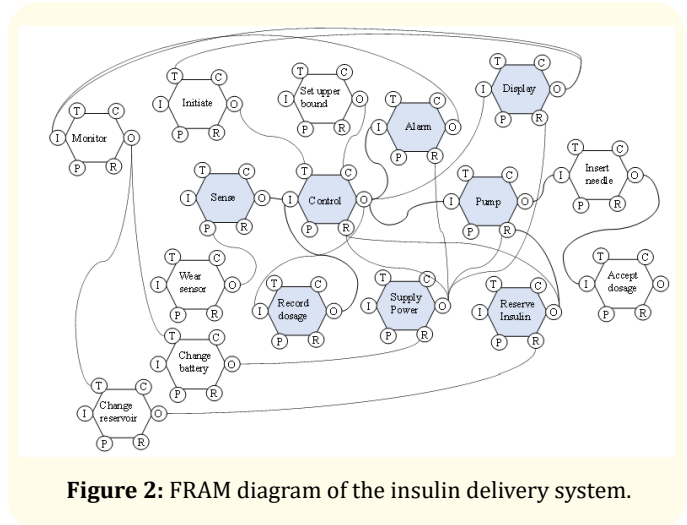 T C
I Monitor O
P R
T C
I Initiate O
P R
T C
I Set upper O
bound
P R
T C
I Alarm O
P R
T C
I Display O
P R
T C
I Sense O
P R
T C
I Control O
P R
T C
I Pump O
P R
T C
I Insert O
needle
P R
T C
I Wear O
sensor
P R
T C
I Record O
dosage
P R
T C
I Supply O
Power
P R
T C
I Reserve O
Insulin
P R
T C
I Accept O
dosage
P R
T C
I Change O
battery
P R
T C
I Change O
reservoir
P R
Figure 2: FRAM diagram of the insulin delivery system.